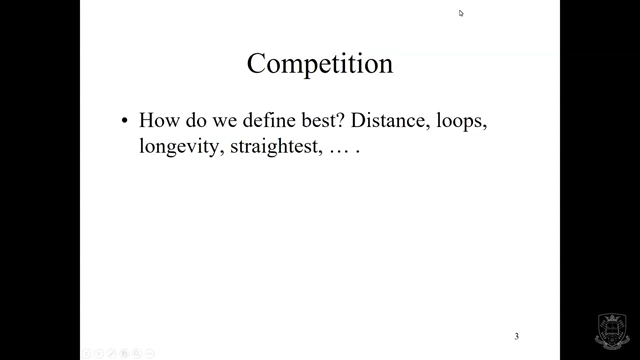 Competition
• How do we define best? Distance, loops,
longevity, straightest, … .
3